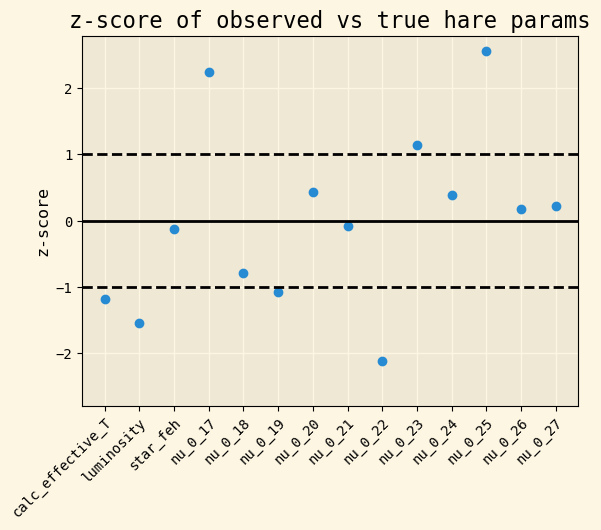 z-score of observed vs true hare params
z-score
2
1
0
−1
−2
calc_effective_T
luminosity
star_feh
nu_0_17
nu_0_18
nu_0_19
nu_0_20
nu_0_21
nu_0_22
nu_0_23
nu_0_24
nu_0_25
nu_0_26
nu_0_27